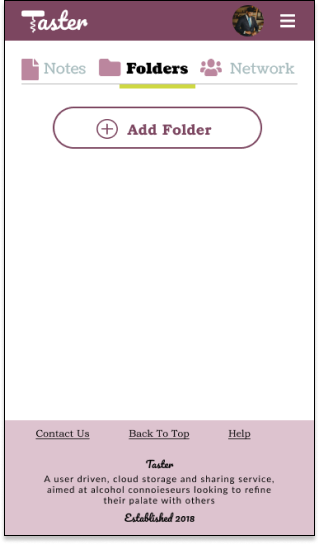 Taster
Notes Folders Network
Add Folder
Contact Us Back To Top Help
Taster
A user driven, cloud storage and sharing service,
aimed at alcohol connoieseurs looking to refine
their palate with others
Established 2018